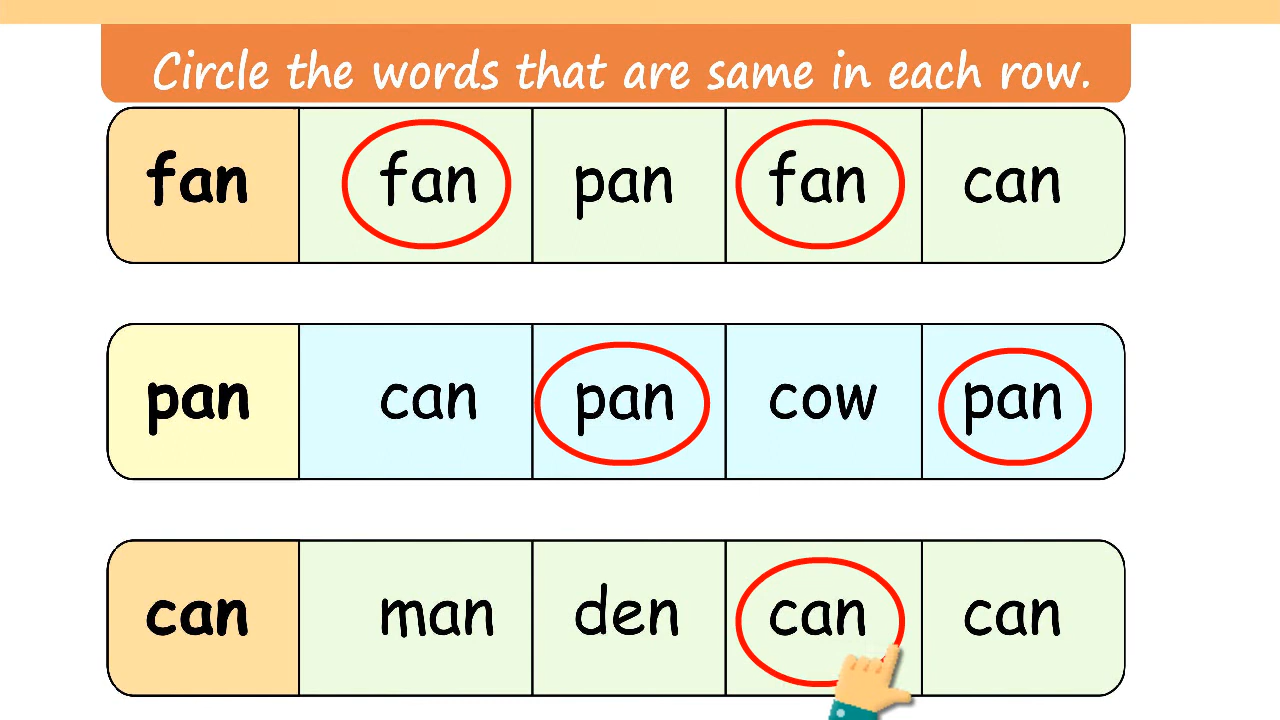 Circle the words that are same in each row.
fan fan pan fan can
pan can pan cow pan
can man den can can